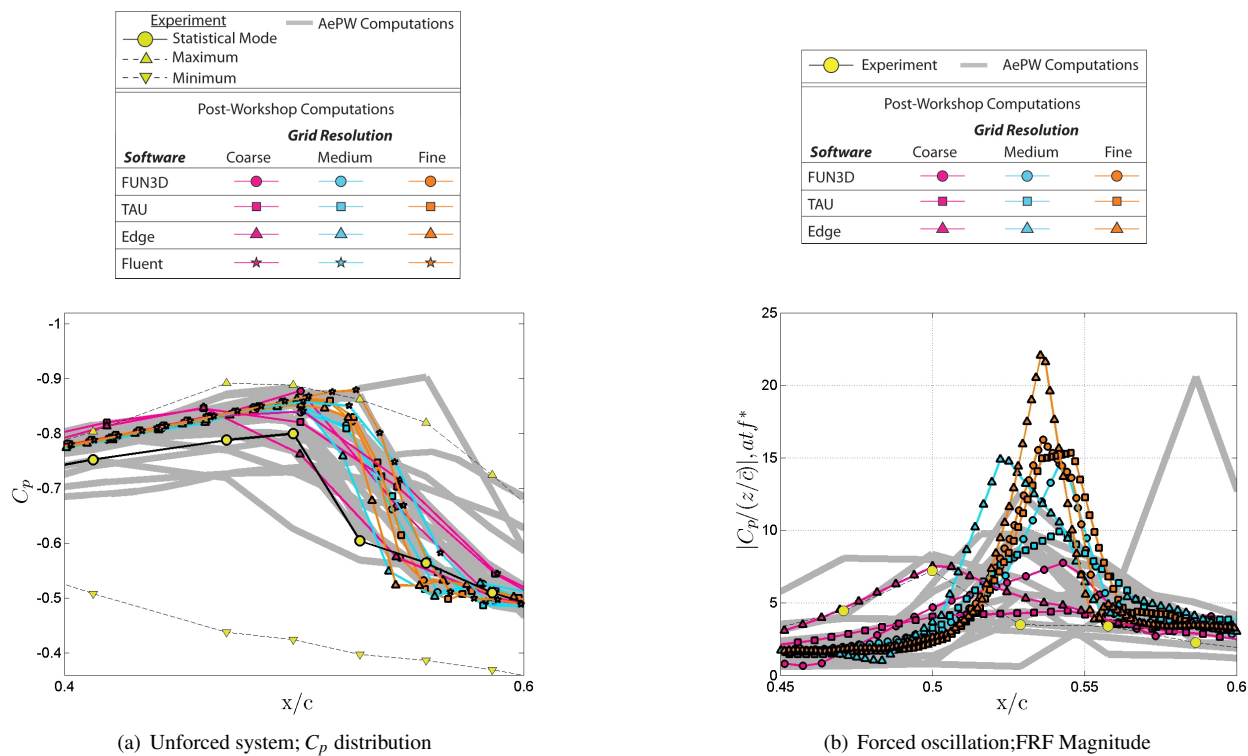 Experiment
AePW Computations
Statistical Mode
Maximum
Minimum
Post-Workshop Computations
Grid Resolution
Software Coarse Medium Fine
FUN3D
TAU
Edge
Fluent
-1
-0.9
-0.8
-0.7
-0.6
-0.5
-0.4
C_p
0.4 0.6
x/c
(a) Unforced system; C_p distribution
Experiment AePW Computations
Post-Workshop Computations
Grid Resolution
Software Coarse Medium Fine
FUN3D
TAU
Edge
25
20
15
10
5
0
|C_p/(z/c̄)|, at f*
0.45 0.5 0.55 0.6
x/c
(b) Forced oscillation;FRF Magnitude